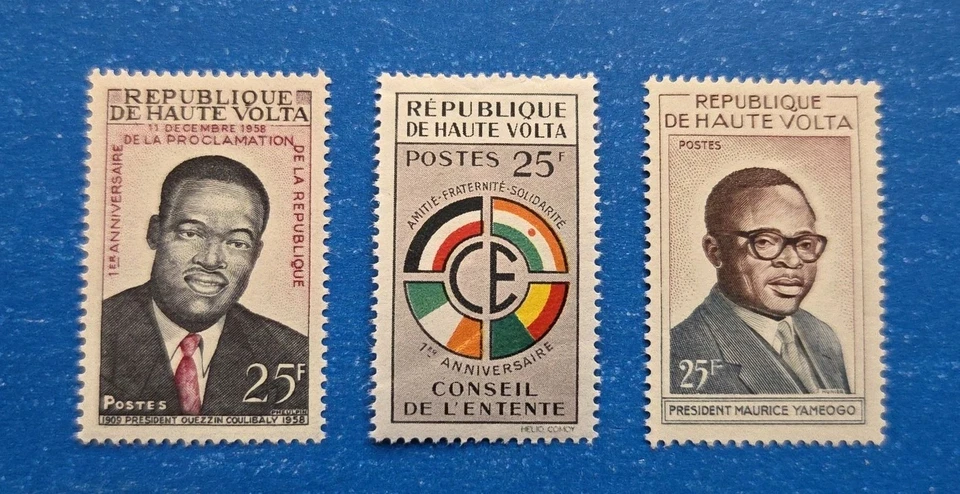 REPUBLIQUE
DE HAUTE VOLTA
11 DECEMBRE 1958
DE LA PROCLAMATION
1ER ANNIVERSAIRE
DE LA REPUBLIQUE
25F
POSTES
PHEULPIN
1909 PRESIDENT OUEZZIN COULIBALY 1958
RÉPUBLIQUE
DE HAUTE VOLTA
POSTES 25F
AMITIÉ-FRATERNITÉ-SOLIDARITÉ
CE
1ER ANNIVERSAIRE
CONSEIL
DE L'ENTENTE
HELIO COMOY
REPUBLIQUE
DE HAUTE VOLTA
POSTES
25F
PRESIDENT MAURICE YAMEOGO